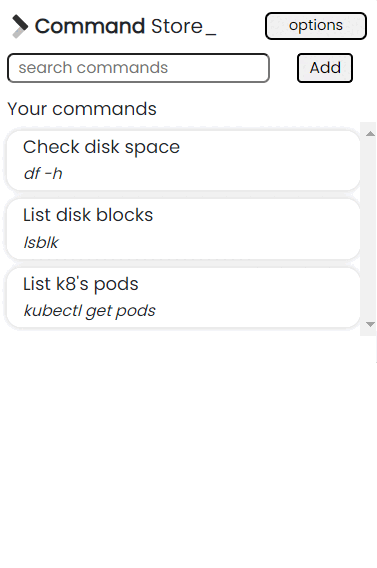 Command Store_
options
search commands
Add
Your commands
Check disk space
df -h
List disk blocks
lsblk
List k8's pods
kubectl get pods